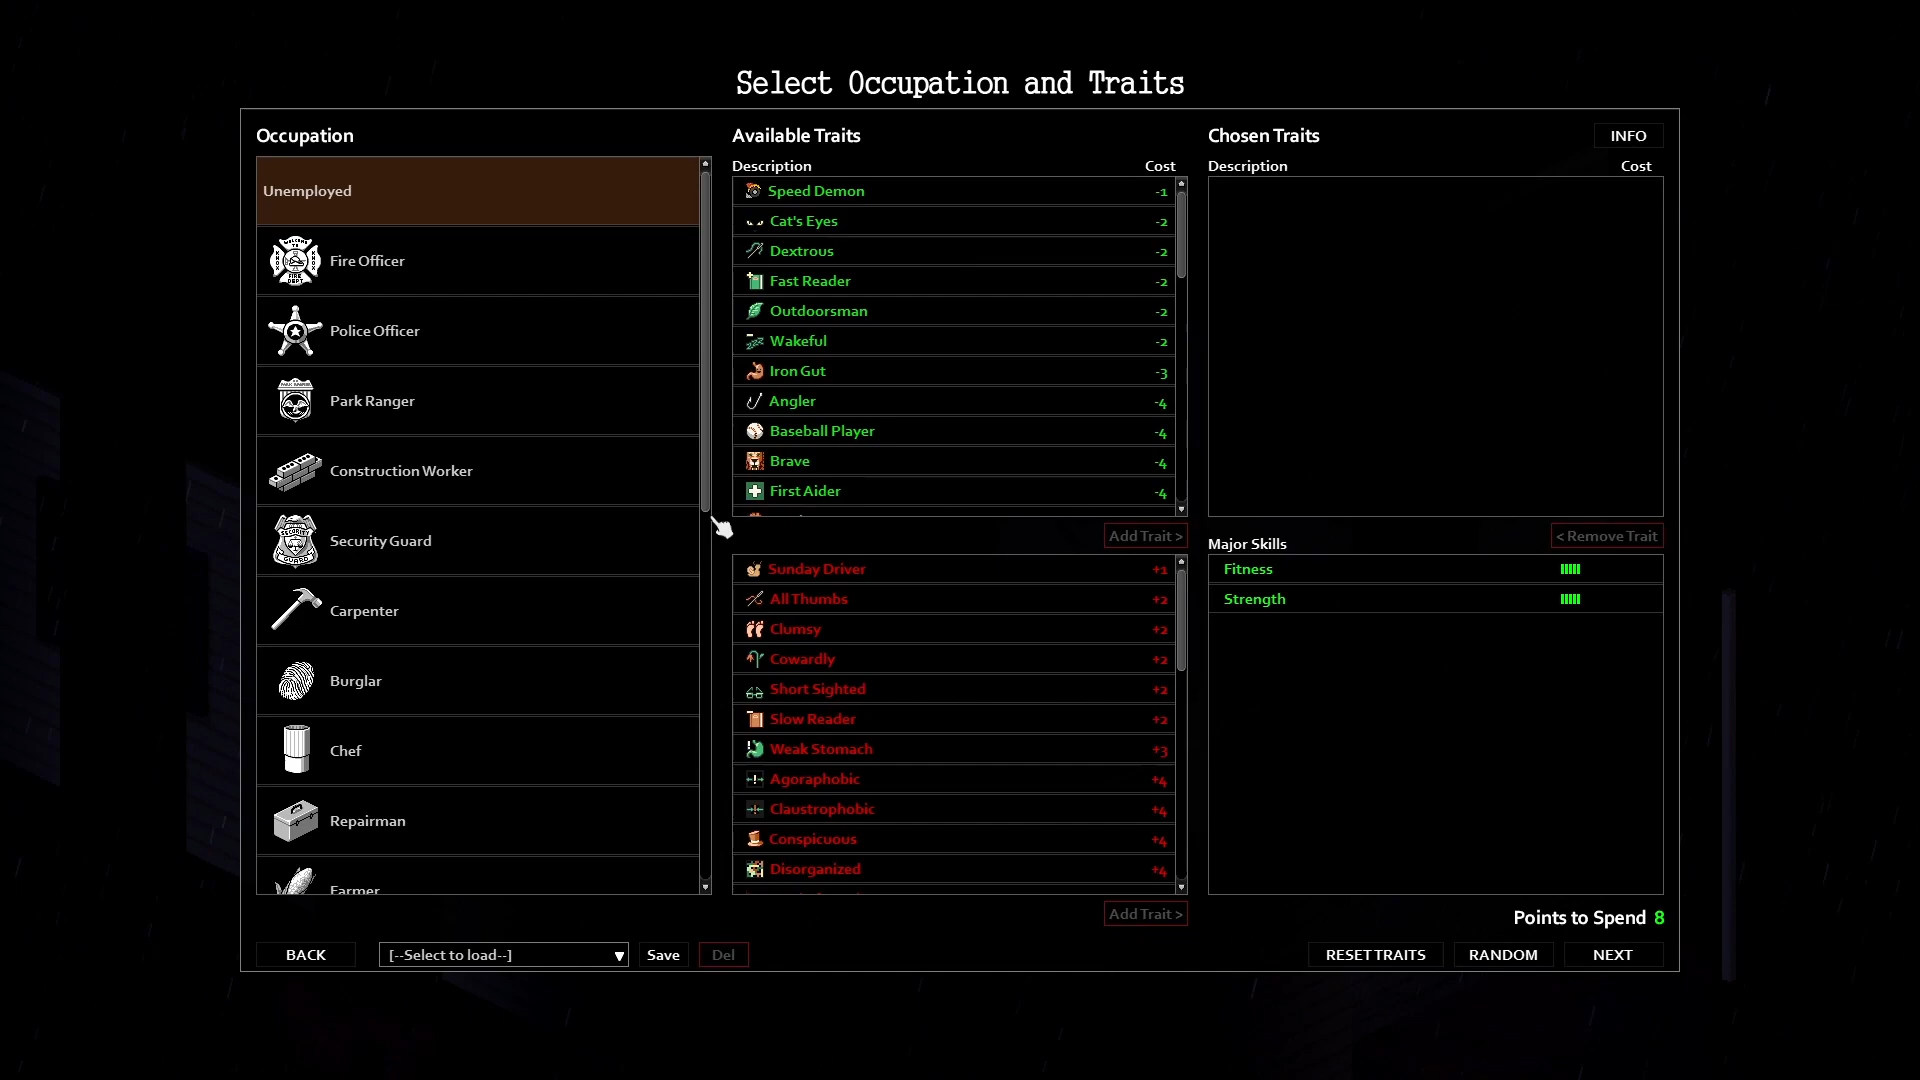 Select Occupation and Traits
Occupation
Unemployed
Fire Officer
Police Officer
Park Ranger
Construction Worker
Security Guard
Carpenter
Burglar
Chef
Repairman
Farmer
Available Traits
Description Cost
Speed Demon -1
Cat's Eyes -2
Dextrous -2
Fast Reader -2
Outdoorsman -2
Wakeful -2
Iron Gut -3
Angler -4
Baseball Player -4
Brave -4
First Aider -4
Add Trait >
Sunday Driver +1
All Thumbs +2
Clumsy +2
Cowardly +2
Short Sighted +2
Slow Reader +2
Weak Stomach +3
Agoraphobic +4
Claustrophobic +4
Conspicuous +4
Disorganized +4
Add Trait >
Chosen Traits INFO
Description Cost
< Remove Trait
Major Skills
Fitness
Strength
Points to Spend 8
BACK [--Select to load--] Save Del RESET TRAITS RANDOM NEXT